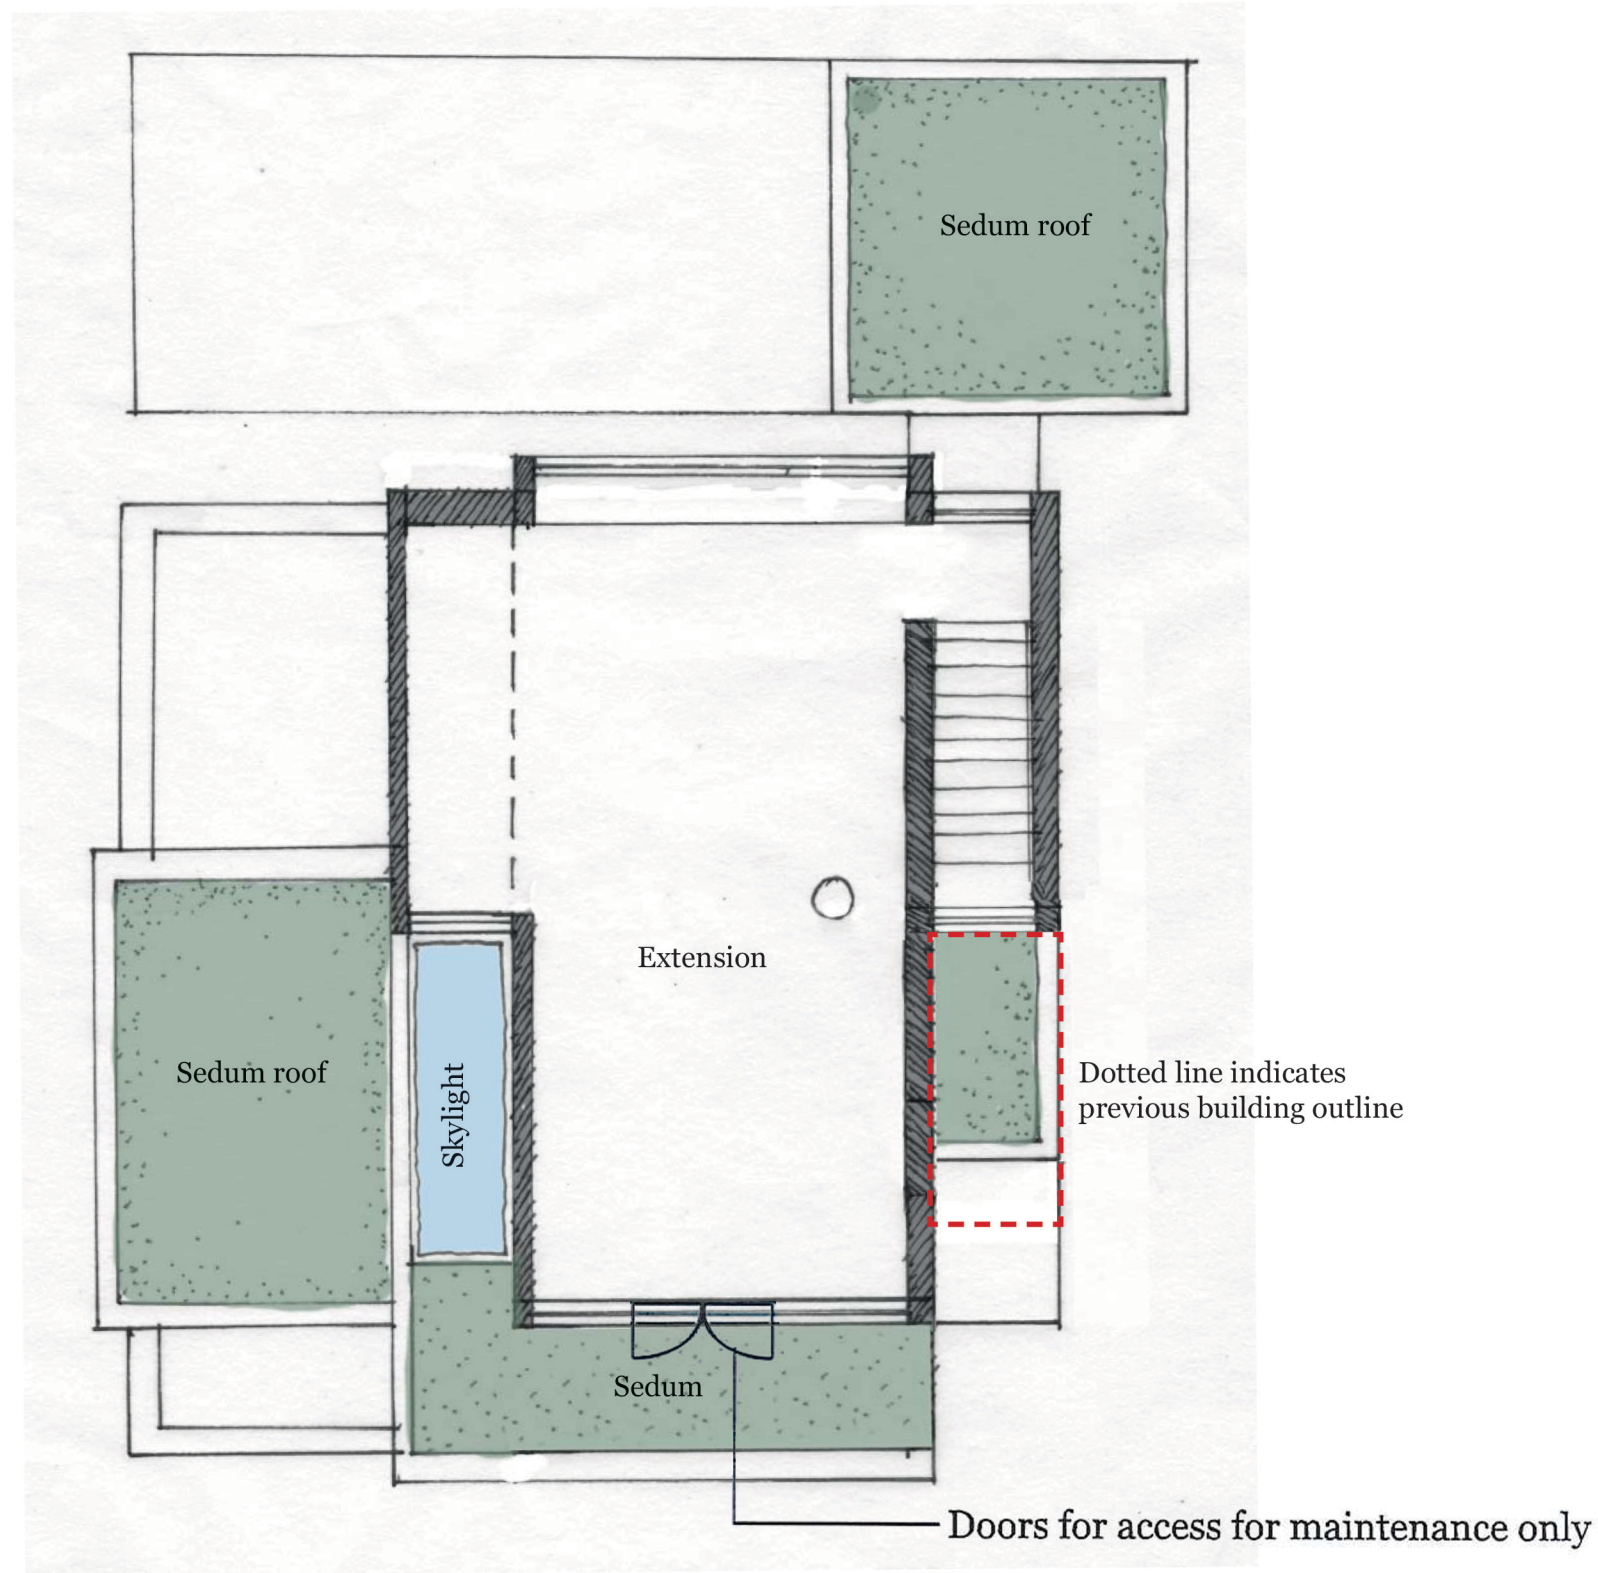 Sedum roof
Extension
Sedum roof
Skylight
Dotted line indicates
previous building outline
Sedum
Doors for access for maintenance only